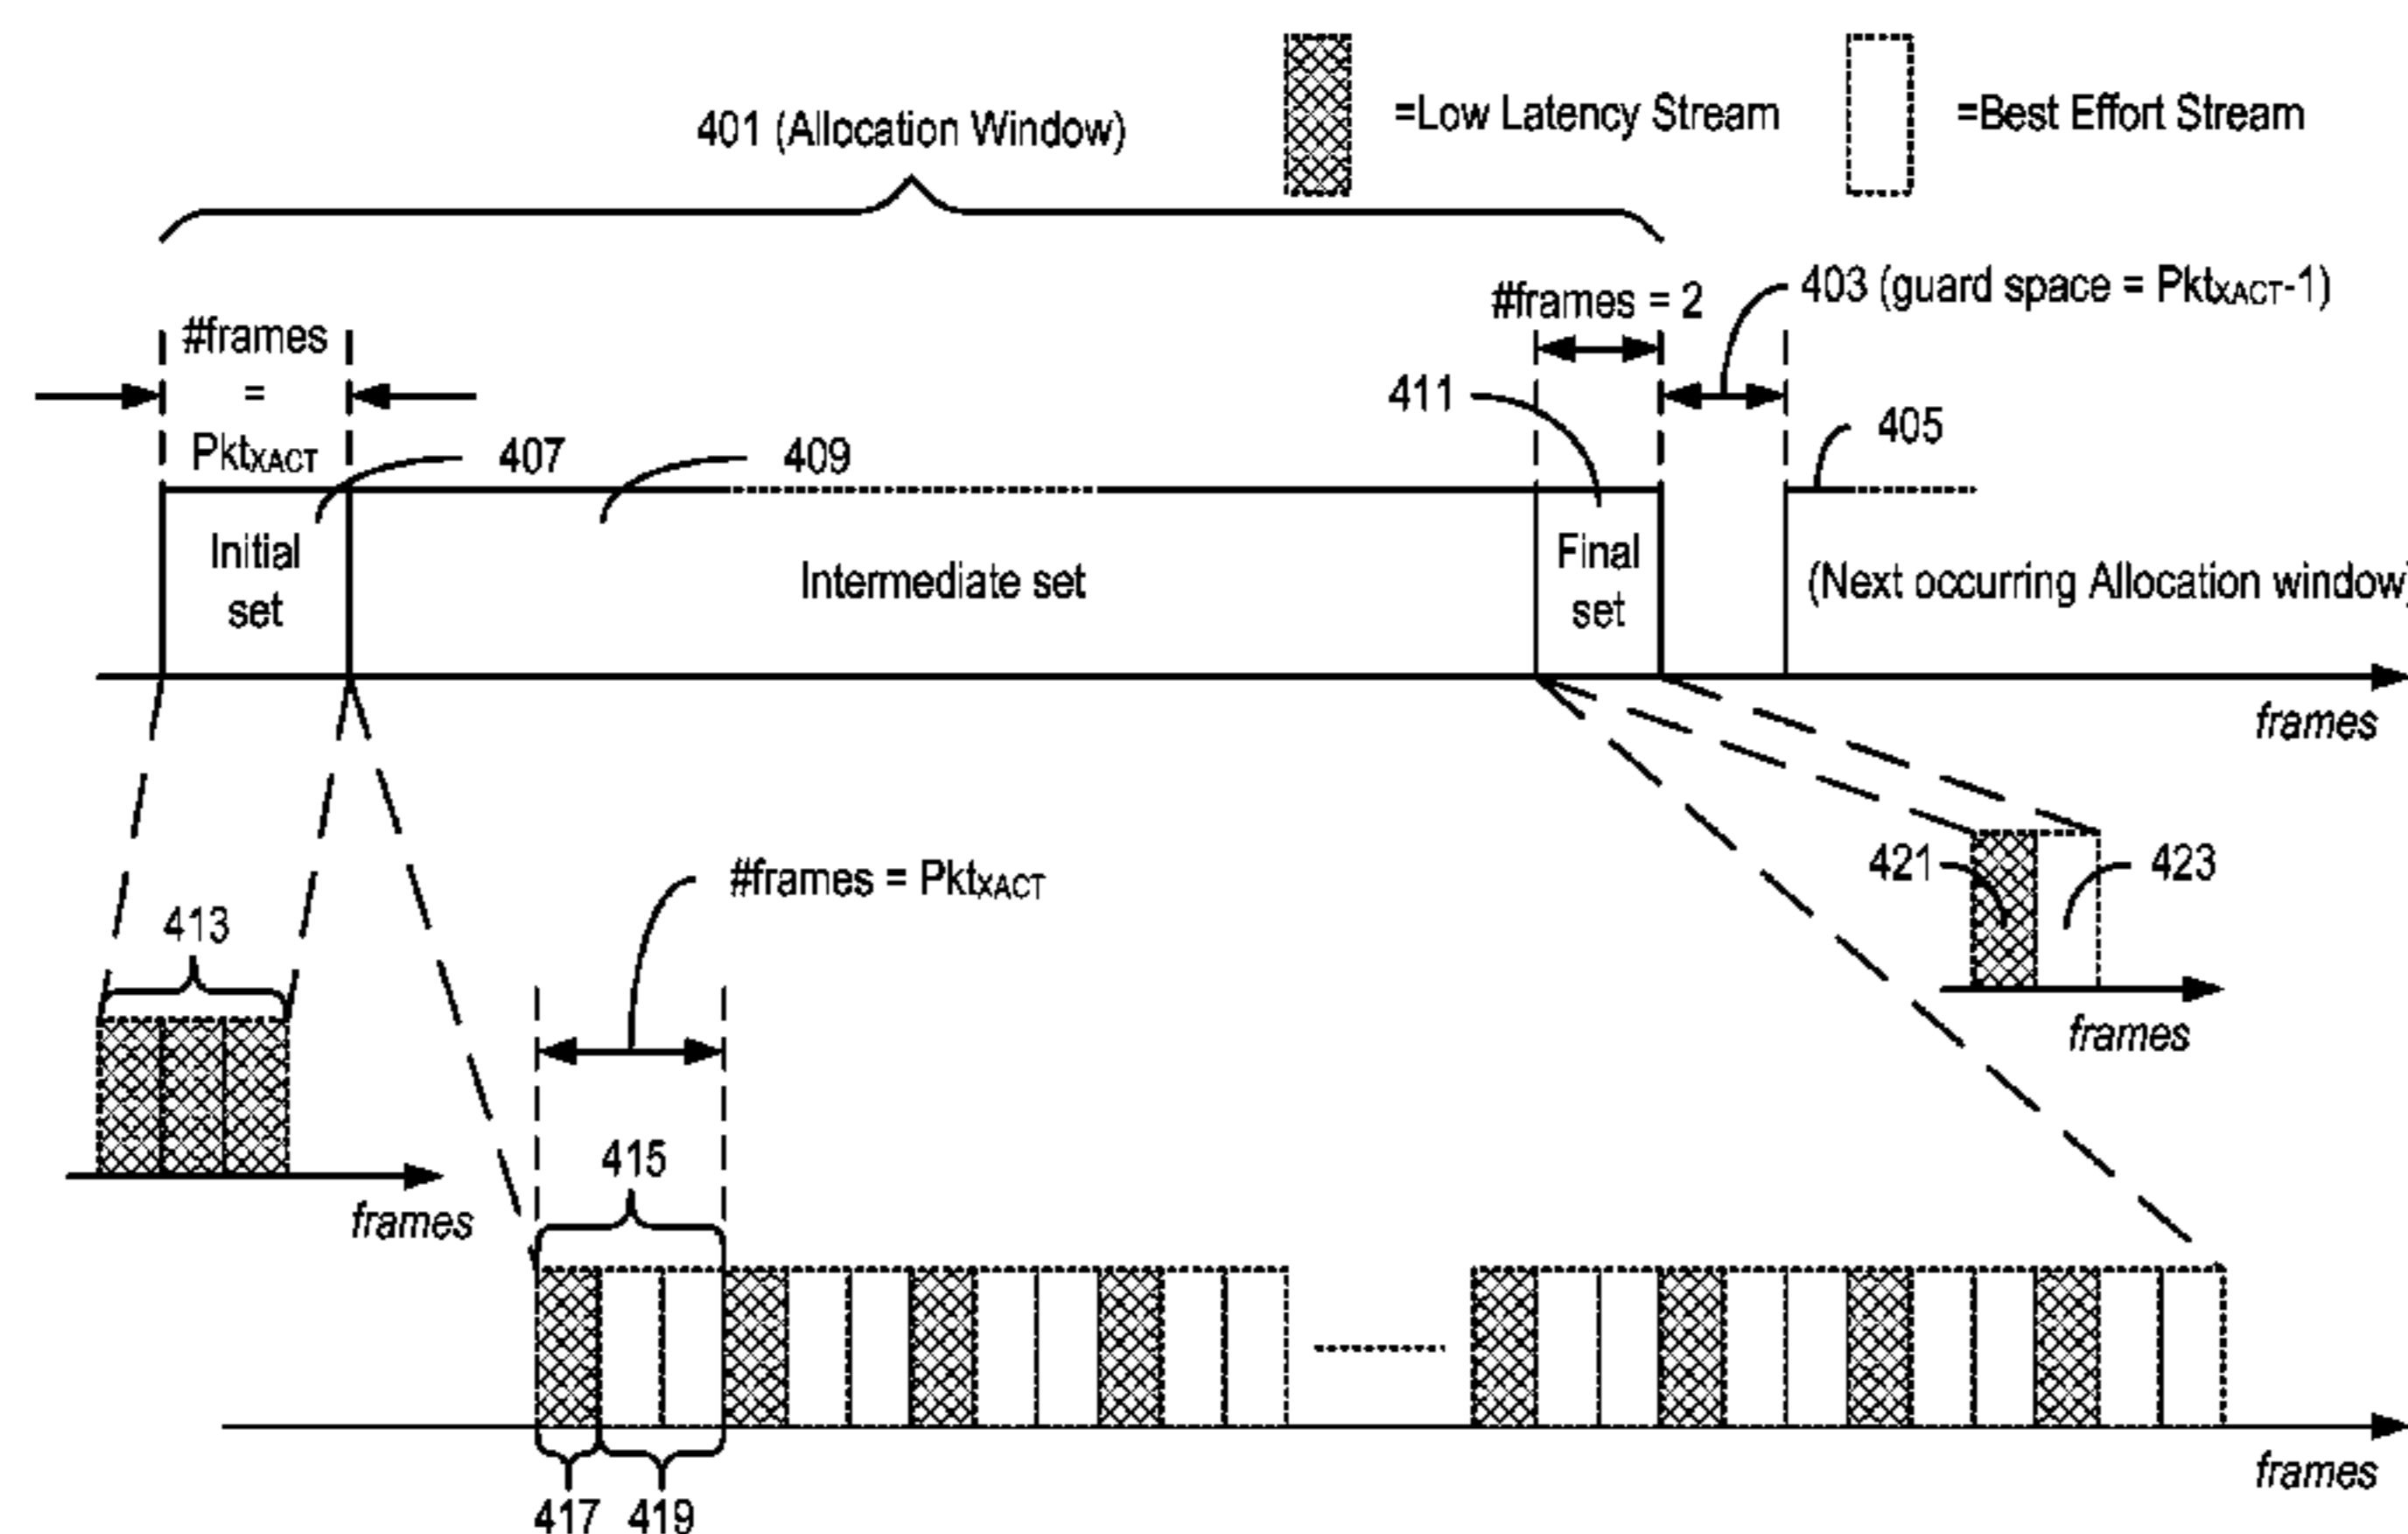 401 (Allocation Window)
=Low Latency Stream
=Best Effort Stream
#frames
=
PktXACT
#frames = 2
403 (guard space = PktXACT-1)
411
405
407
409
Initial
set
Intermediate set
Final
set
(Next occurring Allocation window)
frames
413
#frames = PktXACT
421
423
frames
415
frames
417
419
frames